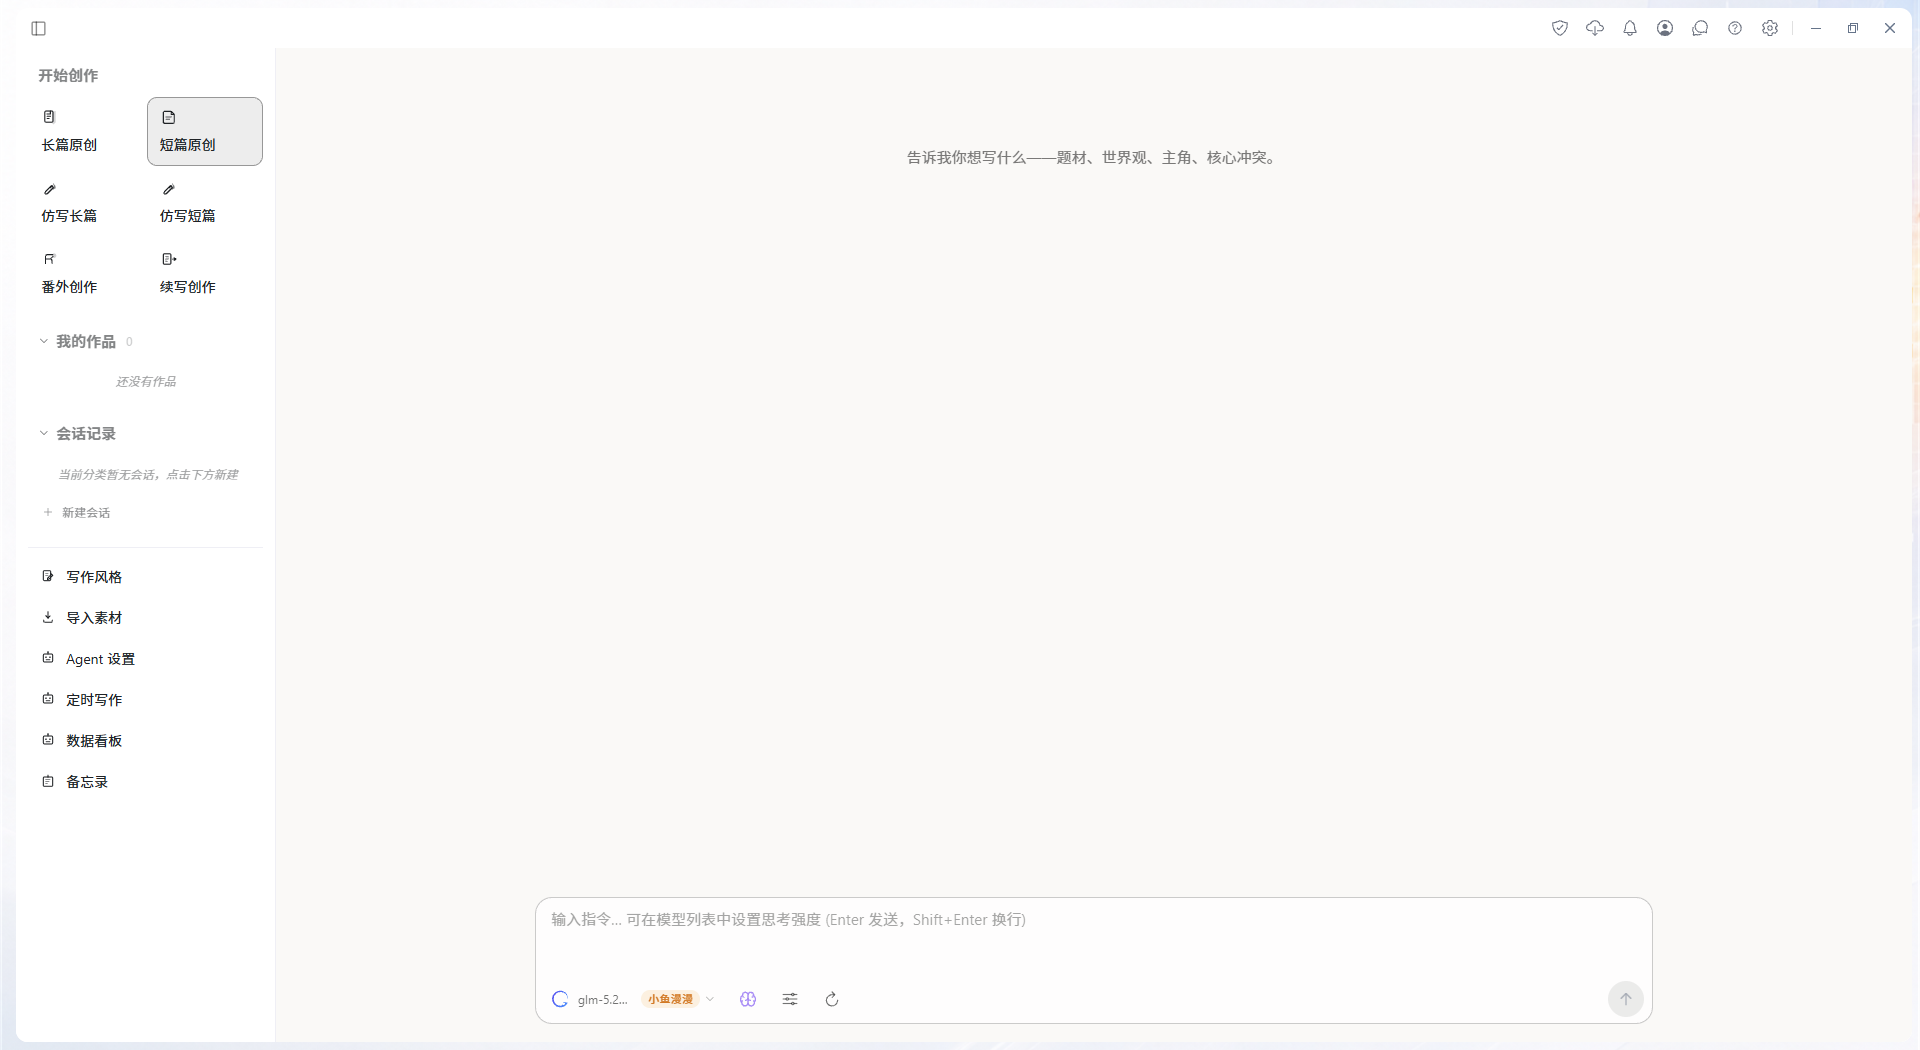 开始创作
长篇原创
短篇原创
仿写长篇
仿写短篇
番外创作
续写创作
我的作品 0
还没有作品
会话记录
当前分类暂无会话，点击下方新建
新建会话
写作风格
导入素材
Agent 设置
定时写作
数据看板
备忘录
告诉我你想写什么——题材、世界观、主角、核心冲突。
输入指令... 可在模型列表中设置思考强度 (Enter 发送，Shift+Enter 换行)
glm-5.2... 小鱼漫漫